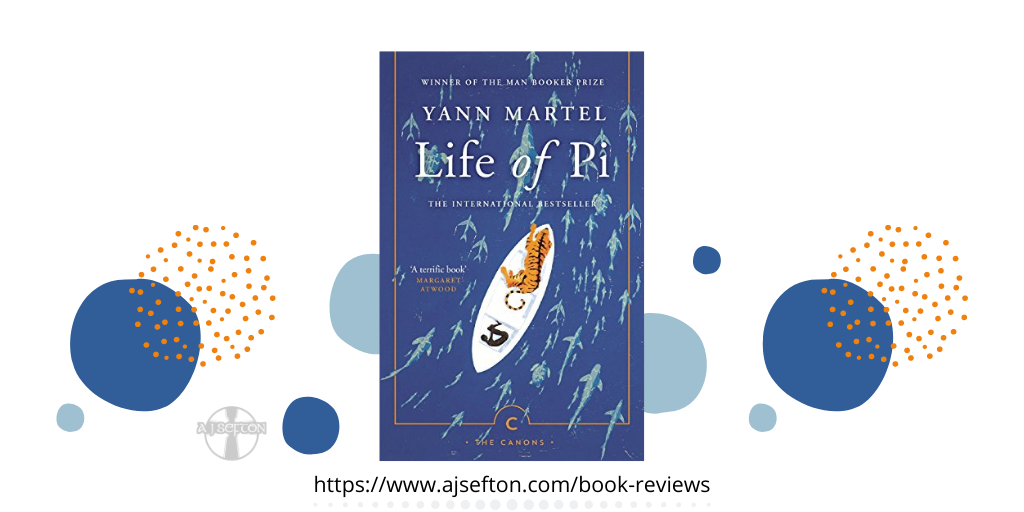 WINNER OF THE MAN BOOKER PRIZE
YANN MARTEL
Life of Pi
THE INTERNATIONAL BESTSELLER
'A terrific book'
MARGARET
ATWOOD
C
• THE CANONS •
A J SEFTON
https://www.ajsefton.com/book-reviews